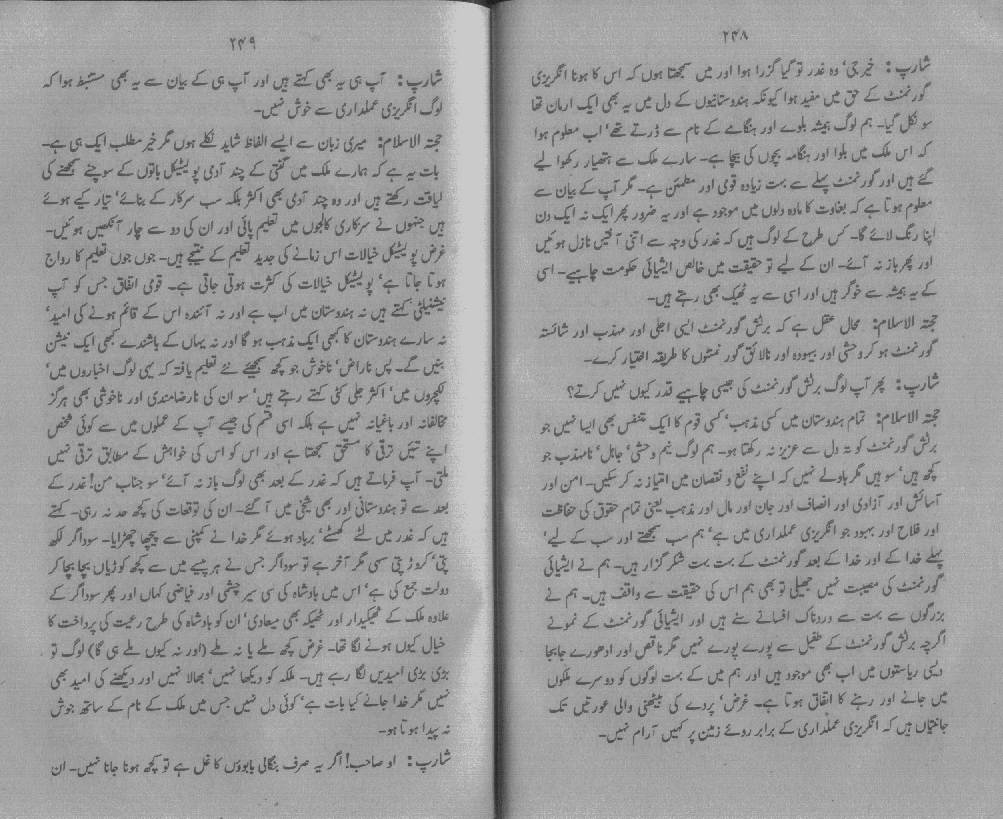 ۲۴۸
شارپ: خیر جی' وہ غدر تو گیا گزرا ہوا اور میں سمجھتا ہوں کہ اس کا ہونا انگریزی
گورنمنٹ کے حق میں مفید ہوا کیونکہ ہندوستانیوں کے دل میں یہ بھی ایک ارمان تھا
سو نکل گیا۔ ہم لوگ ہمیشہ بلوے اور ہنگامے کے نام سے ڈرتے تھے' اب معلوم ہوا
کہ اس ملک میں بلوا اور ہنگامہ بچوں کی بچا ہے۔ سارے ملک سے ہتھیار رکھوا لیے
گئے ہیں اور گورنمنٹ پہلے سے بہت زیادہ قوی اور مطمئن ہے۔ مگر آپ کے بیان سے
معلوم ہوتا ہے کہ بغاوت کا مادہ دلوں میں موجود ہے اور یہ ضرور پھر ایک نہ ایک دن
اپنا رنگ لائے گا۔ کس طرح کے لوگ ہیں کہ غدر کی وجہ سے اتنی آفتیں نازل ہوئیں
اور پھر باز نہ آئے۔ ان کے لیے تو حقیقت میں خالص ایشیائی حکومت چاہیے۔ اسی
کے یہ ہمیشہ سے خوگر ہیں اور اسی سے یہ ٹھیک بھی رہتے ہیں۔
حجتہ الاسلام: محال عقل ہے کہ برٹش گورنمنٹ ایسی اجلی اور مہذب اور شائستہ
گورنمنٹ ہو کر وحشی اور بیہودہ اور نالائق گورنمنٹوں کا طریقہ اختیار کرے۔
شارپ: پھر آپ لوگ برٹش گورنمنٹ کی جیسی چاہیے قدر کیوں نہیں کرتے؟
حجتہ الاسلام: تمام ہندوستان میں کسی مذہب' کسی قوم کا ایک متنفس بھی ایسا نہیں جو
برٹش گورنمنٹ کو تہ دل سے عزیز نہ رکھتا ہو۔ ہم لوگ نیم وحشی' جاہل' نامہذب جو
کچھ ہیں' سو ہیں مگر باولے نہیں کہ اپنے نفع و نقصان میں امتیاز نہ کر سکیں۔ امن اور
آسائش اور آزادی اور انصاف اور جان اور مال اور مذہب یعنی تمام حقوق کی حفاظت
اور فلاح اور بہبود جو انگریزی عملداری میں ہے' ہم سب سمجھتے اور سب کے لیے'
پہلے خدا کے اور خدا کے بعد گورنمنٹ کے بہت بہت شکر گزار ہیں۔ ہم نے ایشیائی
گورنمنٹ کی مصیبت نہیں جھیلی تو بھی ہم اس کی حقیقت سے واقف ہیں۔ ہم نے
بزرگوں سے بہت سے دردناک افسانے سنے ہیں اور ایشیائی گورنمنٹ کے نمونے
اگرچہ برٹش گورنمنٹ کے طفیل سے پورے پورے نہیں مگر ناقص اور ادھورے جابجا
دیسی ریاستوں میں اب بھی موجود ہیں اور ہم میں کے بہت لوگوں کو دوسرے ملکوں
میں جانے اور رہنے کا اتفاق ہوتا ہے۔ غرض' پردے کی بیٹھنی والی عورتیں تک
جانتیاں ہیں کہ انگریزی عملداری کے برابر روئے زمین پر کہیں آرام نہیں۔
۲۴۹
شارپ: آپ ہی یہ بھی کہتے ہیں اور آپ ہی کے بیان سے یہ بھی مستنبط ہوا کہ
لوگ انگریزی عملداری سے خوش نہیں۔
حجتہ الاسلام: میری زبان سے ایسے الفاظ شاید نکلے ہوں مگر خیر مطلب ایک ہی ہے۔
بات یہ ہے کہ ہمارے ملک میں گنتی کے چند آدمی پولیٹیکل باتوں کے سوچنے سمجھنے کی
لیاقت رکھتے ہیں اور وہ چند آدمی بھی اکثر بلکہ سب سرکار کے بنائے' تیار کیے ہوئے
ہیں جنہوں نے سرکاری کالجوں میں تعلیم پائی اور ان کی دو سے چار آنکھیں ہوئیں۔
غرض پولیٹیکل خیالات اس زمانے کی جدید تعلیم کے نتیجے ہیں۔ جوں جوں تعلیم کا رواج
ہوتا جاتا ہے' پولیٹیکل خیالات کی کثرت ہوتی جاتی ہے۔ قومی اتفاق جس کو آپ
نیشنیلٹی کہتے ہیں نہ ہندوستان میں اب ہے اور نہ آئندہ اس کے قائم ہونے کی امید'
نہ سارے ہندوستان کا کبھی ایک مذہب ہو گا اور نہ یہاں کے باشندے کبھی ایک نیشن
بنیں گے۔ پس ناراض' ناخوش جو کچھ سمجھئے نئے تعلیم یافتہ کہ یہی لوگ اخباروں میں'
لکچروں میں' اکثر جلی کٹی کہتے رہتے ہیں' سو ان کی نارضامندی اور ناخوشی بھی ہرگز
مخالفانہ اور باغیانہ نہیں ہے بلکہ اسی قسم کی جیسے آپ کے عملوں میں سے کوئی شخص
اپنے تئیں ترقی کا مستحق سمجھتا ہے اور اس کو اس کی خواہش کے مطابق ترقی نہیں
ملتی۔ آپ فرماتے ہیں کہ غدر کے بعد بھی لوگ باز نہ آئے' سو جناب من! غدر کے
بعد سے تو ہندوستانی اور بھی شیخی میں آ گئے۔ ان کی توقعات کی کچھ حد نہ رہی۔ کہتے
ہیں کہ غدر میں لٹے کھسٹے' برباد ہوئے مگر خدا نے کمپنی سے پیچھا چھڑایا۔ سوداگر لکھ
پتی' کروڑ پتی سہی مگر آخر ہے تو سوداگر جس نے ہر پیسے میں سے کچھ کوڑیاں بچا بچا کر
دولت جمع کی ہے' اس میں بادشاہ کی سی سیر چشمی اور فیاضی کہاں اور پھر سوداگر کے
علاوہ ملک کے ٹھیکیدار اور ٹھیکہ بھی میعادی' ان کو بادشاہ کی طرح رعیت کی پرداخت کا
خیال کیوں ہونے لگا تھا۔ غرض کچھ ملے یا نہ ملے (اور نہ کیوں ملے ہی گا) لوگ تو
بڑی بڑی امیدیں لگا رہے ہیں۔ ملکہ کو دیکھا نہیں' بھالا نہیں اور دیکھنے کی امید بھی
نہیں مگر خدا جانے کیا بات ہے' کوئی دل نہیں جس میں ملکہ کے نام کے ساتھ جوش
نہ پیدا ہوتا ہو۔
شارپ: او صاحب! اگر یہ صرف بنگالی بابوؤں کا غل ہے تو کچھ ہونا جانا نہیں۔ ان